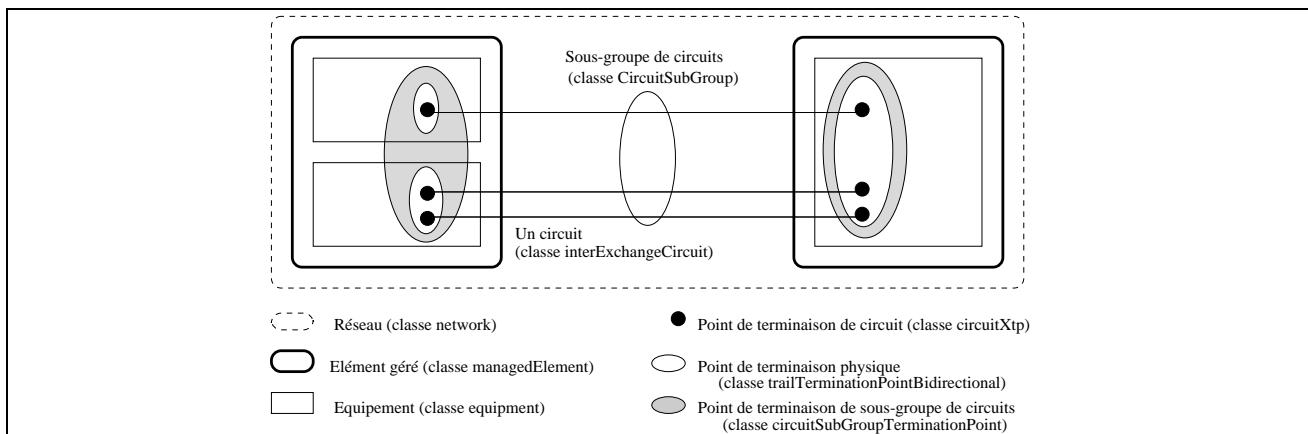 Sous-groupe de circuits
(classe CircuitSubGroup)
Un circuit
(classe interExchangeCircuit)
Réseau (classe network)
Point de terminaison de circuit (classe circuitXtp)
Elément géré (classe managedElement)
Point de terminaison physique
(classe trailTerminationPointBidirectional)
Equipement (classe equipment)
Point de terminaison de sous-groupe de circuits
(classe circuitSubGroupTerminationPoint)